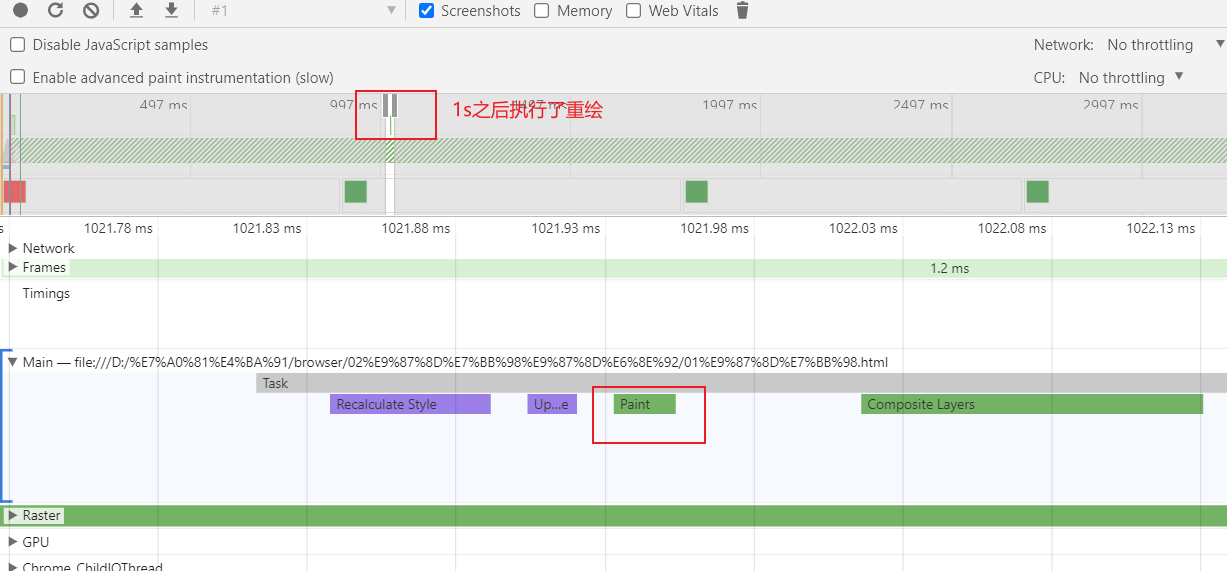 #1 Screenshots Memory Web Vitals
Disable JavaScript samples Network: No throttling
Enable advanced paint instrumentation (slow) CPU: No throttling
497 ms 997 ms 1497 ms 1997 ms 2497 ms 2997 ms
1s之后执行了重绘
1021.78 ms 1021.83 ms 1021.88 ms 1021.93 ms 1021.98 ms 1022.03 ms 1022.08 ms 1022.13 ms
Network
Frames 1.2 ms
Timings
Main — file:///D:/%E7%A0%81%E4%BA%91/browser/02%E9%87%8D%E7%BB%98%E9%87%8D%E6%8E%92/01%E9%87%8D%E7%BB%98.html
Task
Recalculate Style Up...e Paint Composite Layers
Raster
GPU
Chrome_ChildIOThread